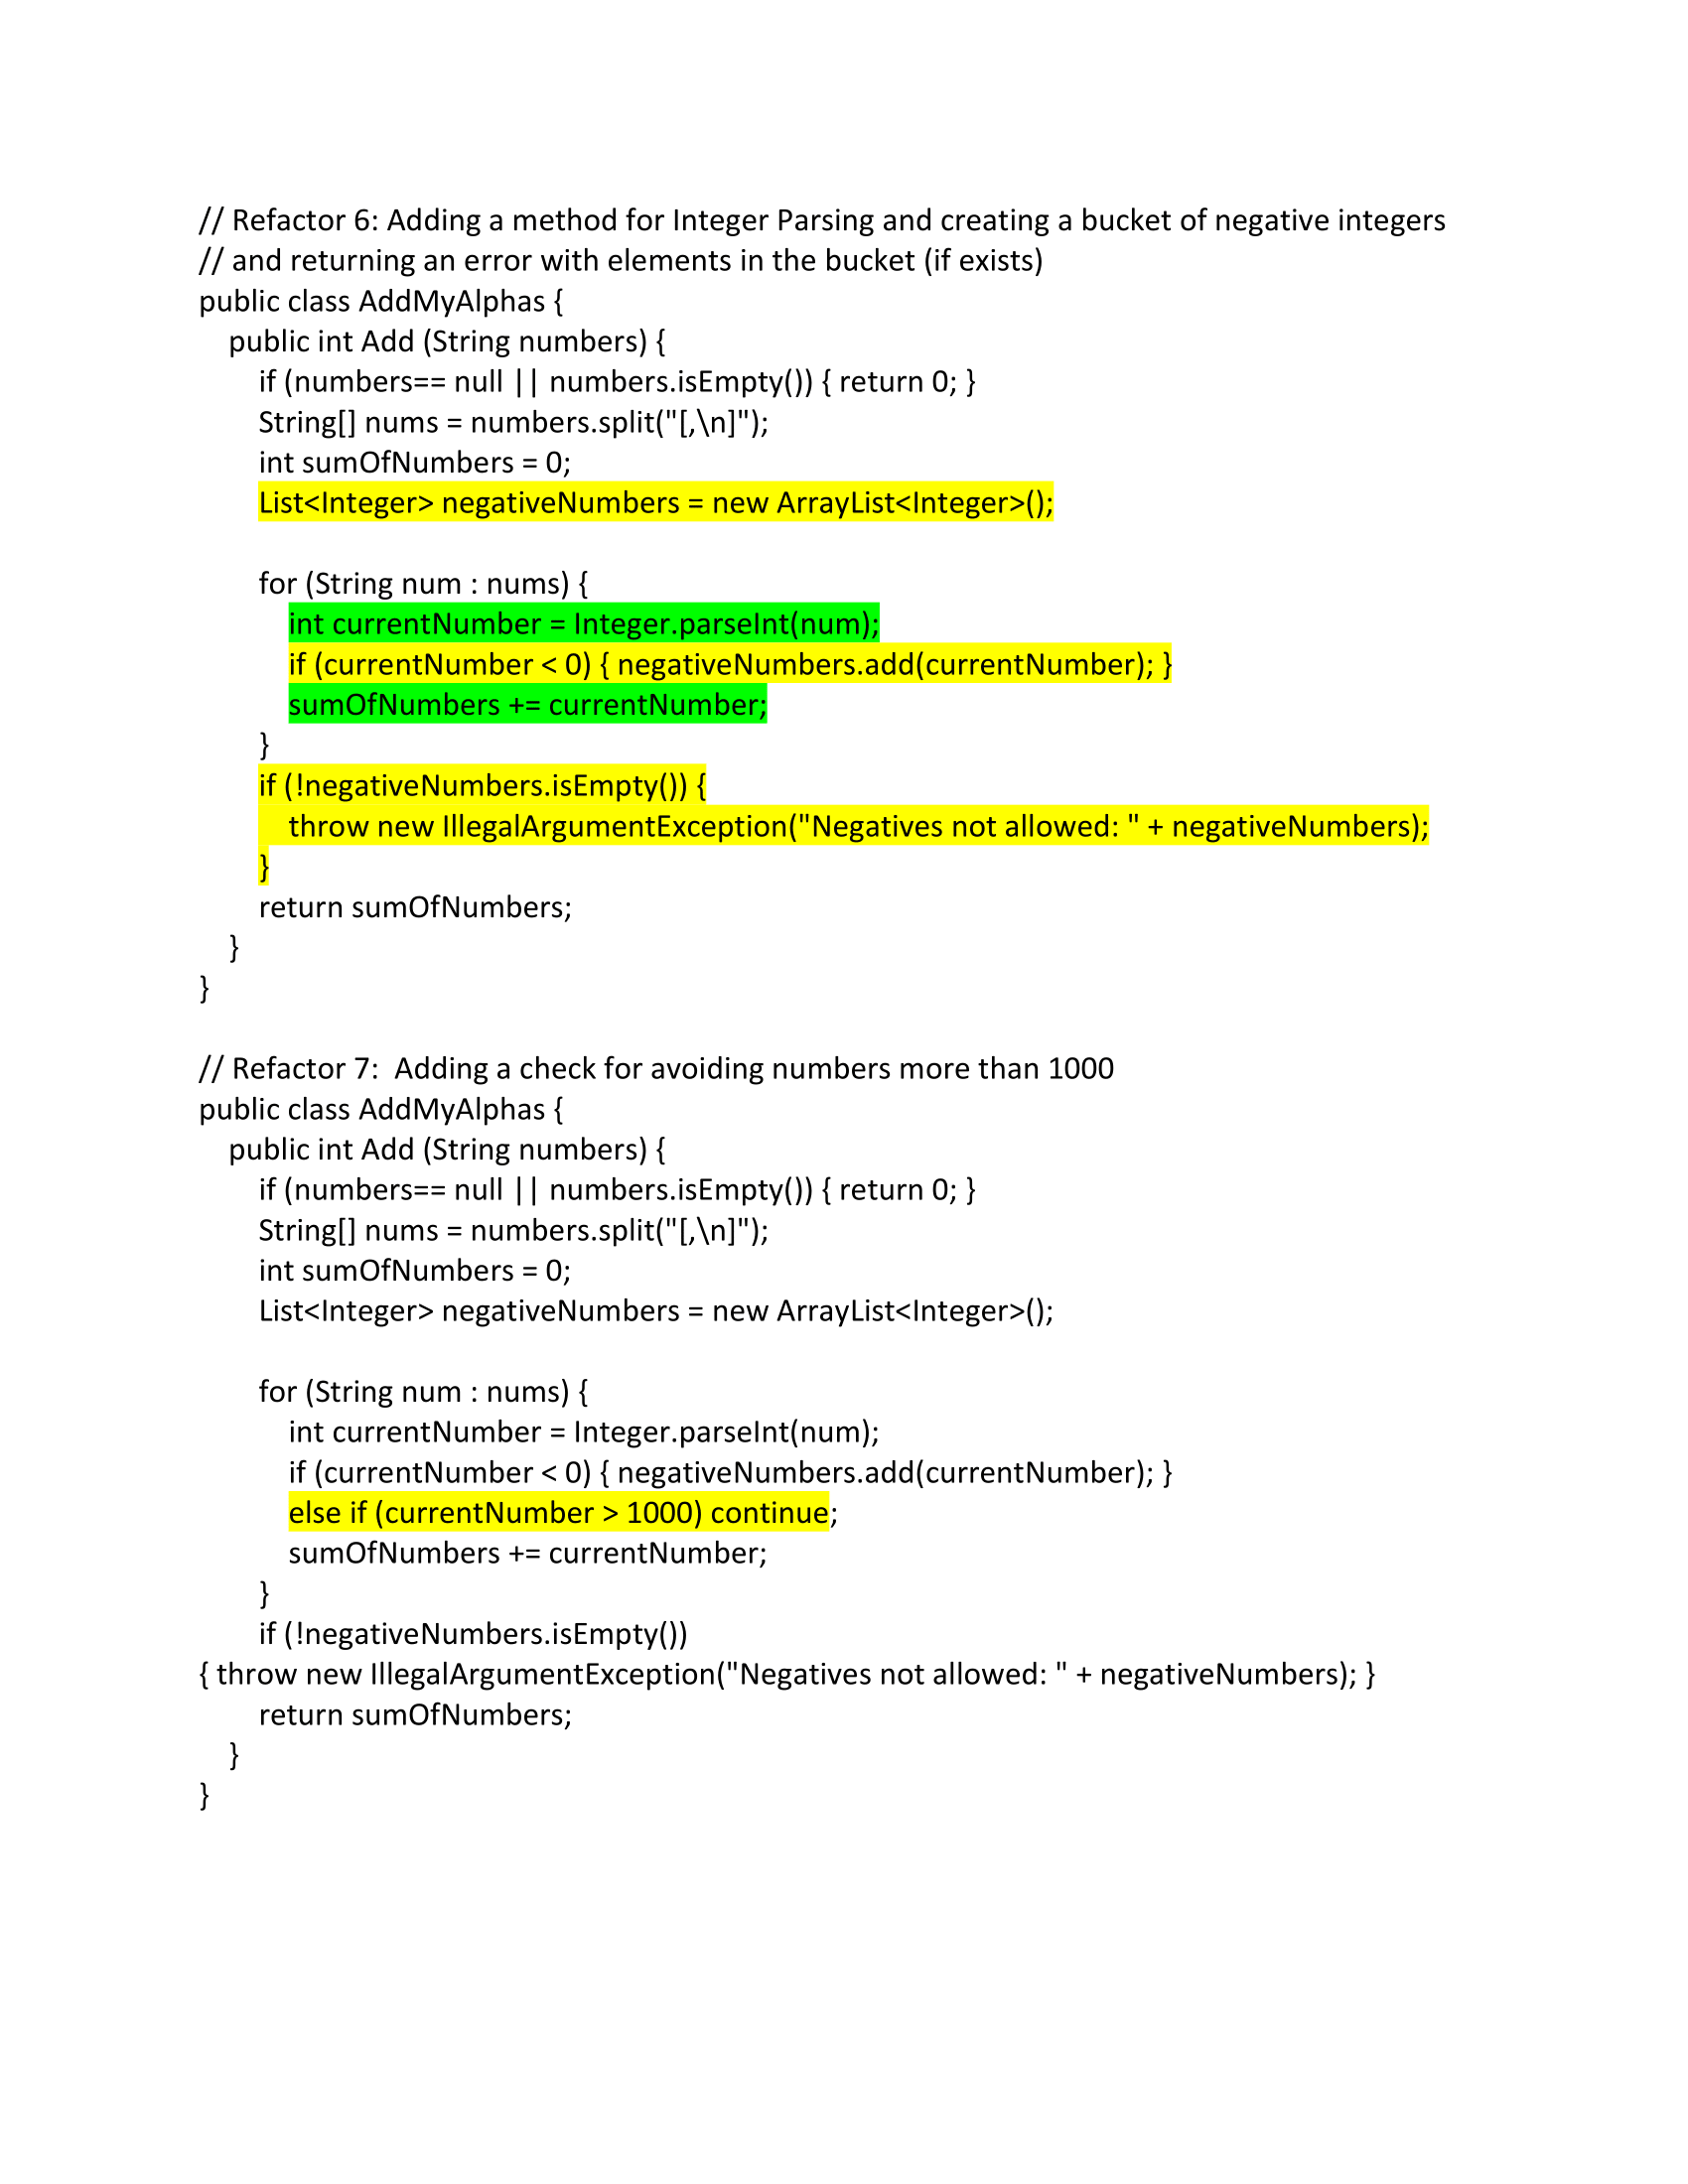 // Refactor 6: Adding a method for Integer Parsing and creating a bucket of negative integers
// and returning an error with elements in the bucket (if exists)
public class AddMyAlphas {
    public int Add (String numbers) {
        if (numbers== null || numbers.isEmpty()) { return 0; }
        String[] nums = numbers.split("[,\n]");
        int sumOfNumbers = 0;
        List<Integer> negativeNumbers = new ArrayList<Integer>();

        for (String num : nums) {
            int currentNumber = Integer.parseInt(num);
            if (currentNumber < 0) { negativeNumbers.add(currentNumber); }
            sumOfNumbers += currentNumber;
        }
        if (!negativeNumbers.isEmpty()) {
            throw new IllegalArgumentException("Negatives not allowed: " + negativeNumbers);
        }
        return sumOfNumbers;
    }
}

// Refactor 7:  Adding a check for avoiding numbers more than 1000
public class AddMyAlphas {
    public int Add (String numbers) {
        if (numbers== null || numbers.isEmpty()) { return 0; }
        String[] nums = numbers.split("[,\n]");
        int sumOfNumbers = 0;
        List<Integer> negativeNumbers = new ArrayList<Integer>();

        for (String num : nums) {
            int currentNumber = Integer.parseInt(num);
            if (currentNumber < 0) { negativeNumbers.add(currentNumber); }
            else if (currentNumber > 1000) continue;
            sumOfNumbers += currentNumber;
        }
        if (!negativeNumbers.isEmpty())
{ throw new IllegalArgumentException("Negatives not allowed: " + negativeNumbers); }
        return sumOfNumbers;
    }
}